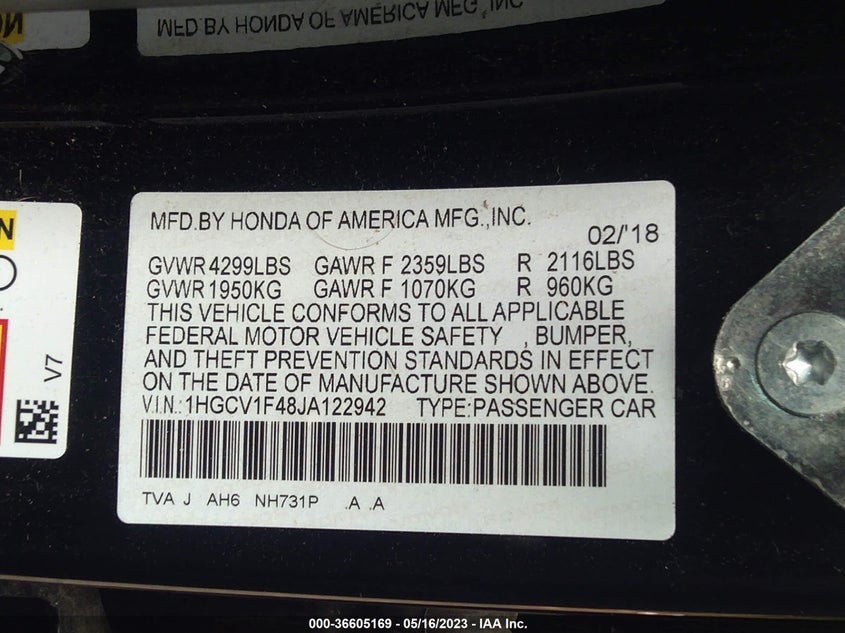 MFD.BY HONDA OF AMERICA MFG.,INC.
ON
MFD.BY HONDA OF AMERICA MFG.,INC.
02/'18
GVWR 4299LBS GAWR F 2359LBS R 2116LBS
GVWR 1950KG GAWR F 1070KG R 960KG
THIS VEHICLE CONFORMS TO ALL APPLICABLE
FEDERAL MOTOR VEHICLE SAFETY , BUMPER,
AND THEFT PREVENTION STANDARDS IN EFFECT
ON THE DATE OF MANUFACTURE SHOWN ABOVE.
V.I.N.:1HGCV1F48JA122942 TYPE:PASSENGER CAR
TVA J AH6 NH731P .A .A
N
V7
000-36605169 - 05/16/2023 - IAA Inc.